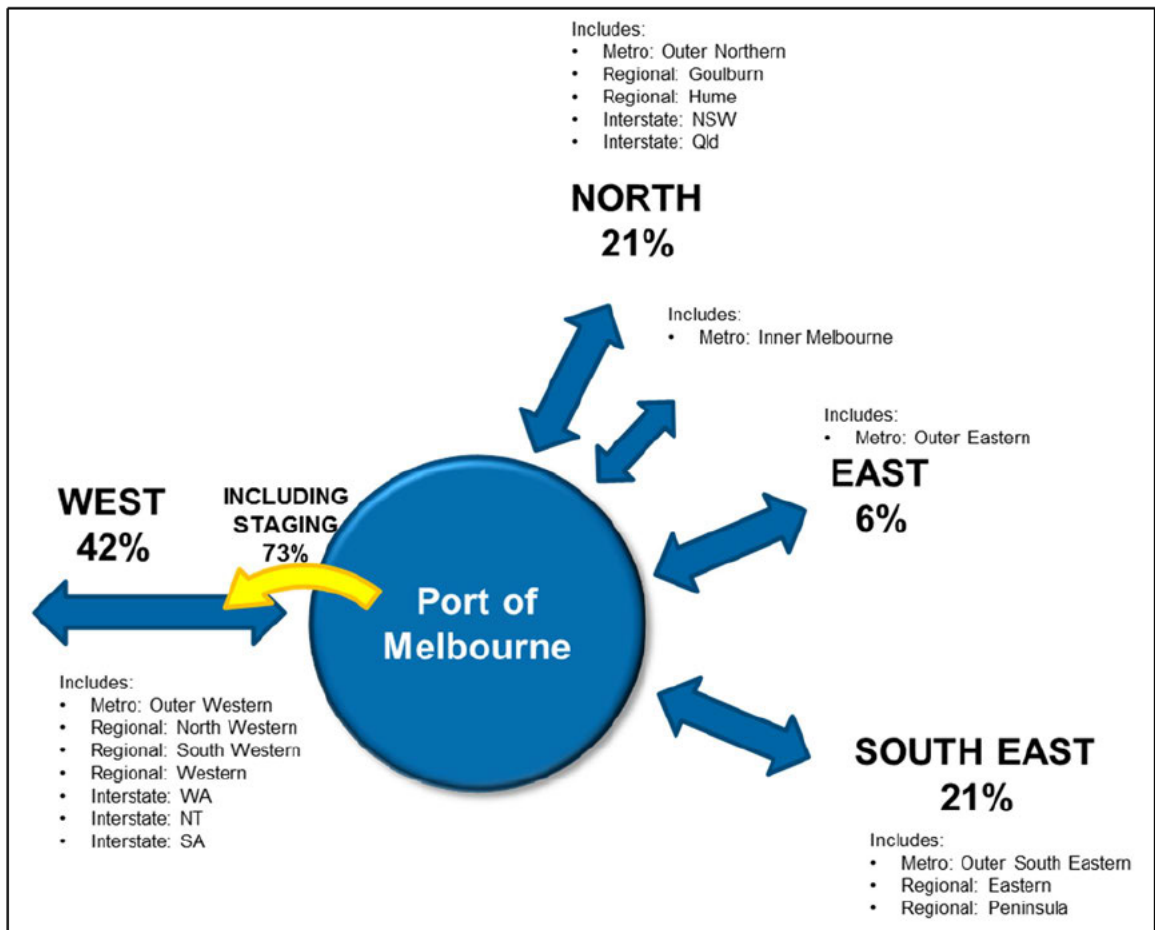 Includes:
• Metro: Outer Northern
• Regional: Goulburn
• Regional: Hume
• Interstate: NSW
• Interstate: Qld
NORTH
21%
Includes:
• Metro: Inner Melbourne
Includes:
• Metro: Outer Eastern
EAST
6%
WEST
42%
INCLUDING
STAGING
73%
Port of
Melbourne
Includes:
• Metro: Outer Western
• Regional: North Western
• Regional: South Western
• Regional: Western
• Interstate: WA
• Interstate: NT
• Interstate: SA
SOUTH EAST
21%
Includes:
• Metro: Outer South Eastern
• Regional: Eastern
• Regional: Peninsula